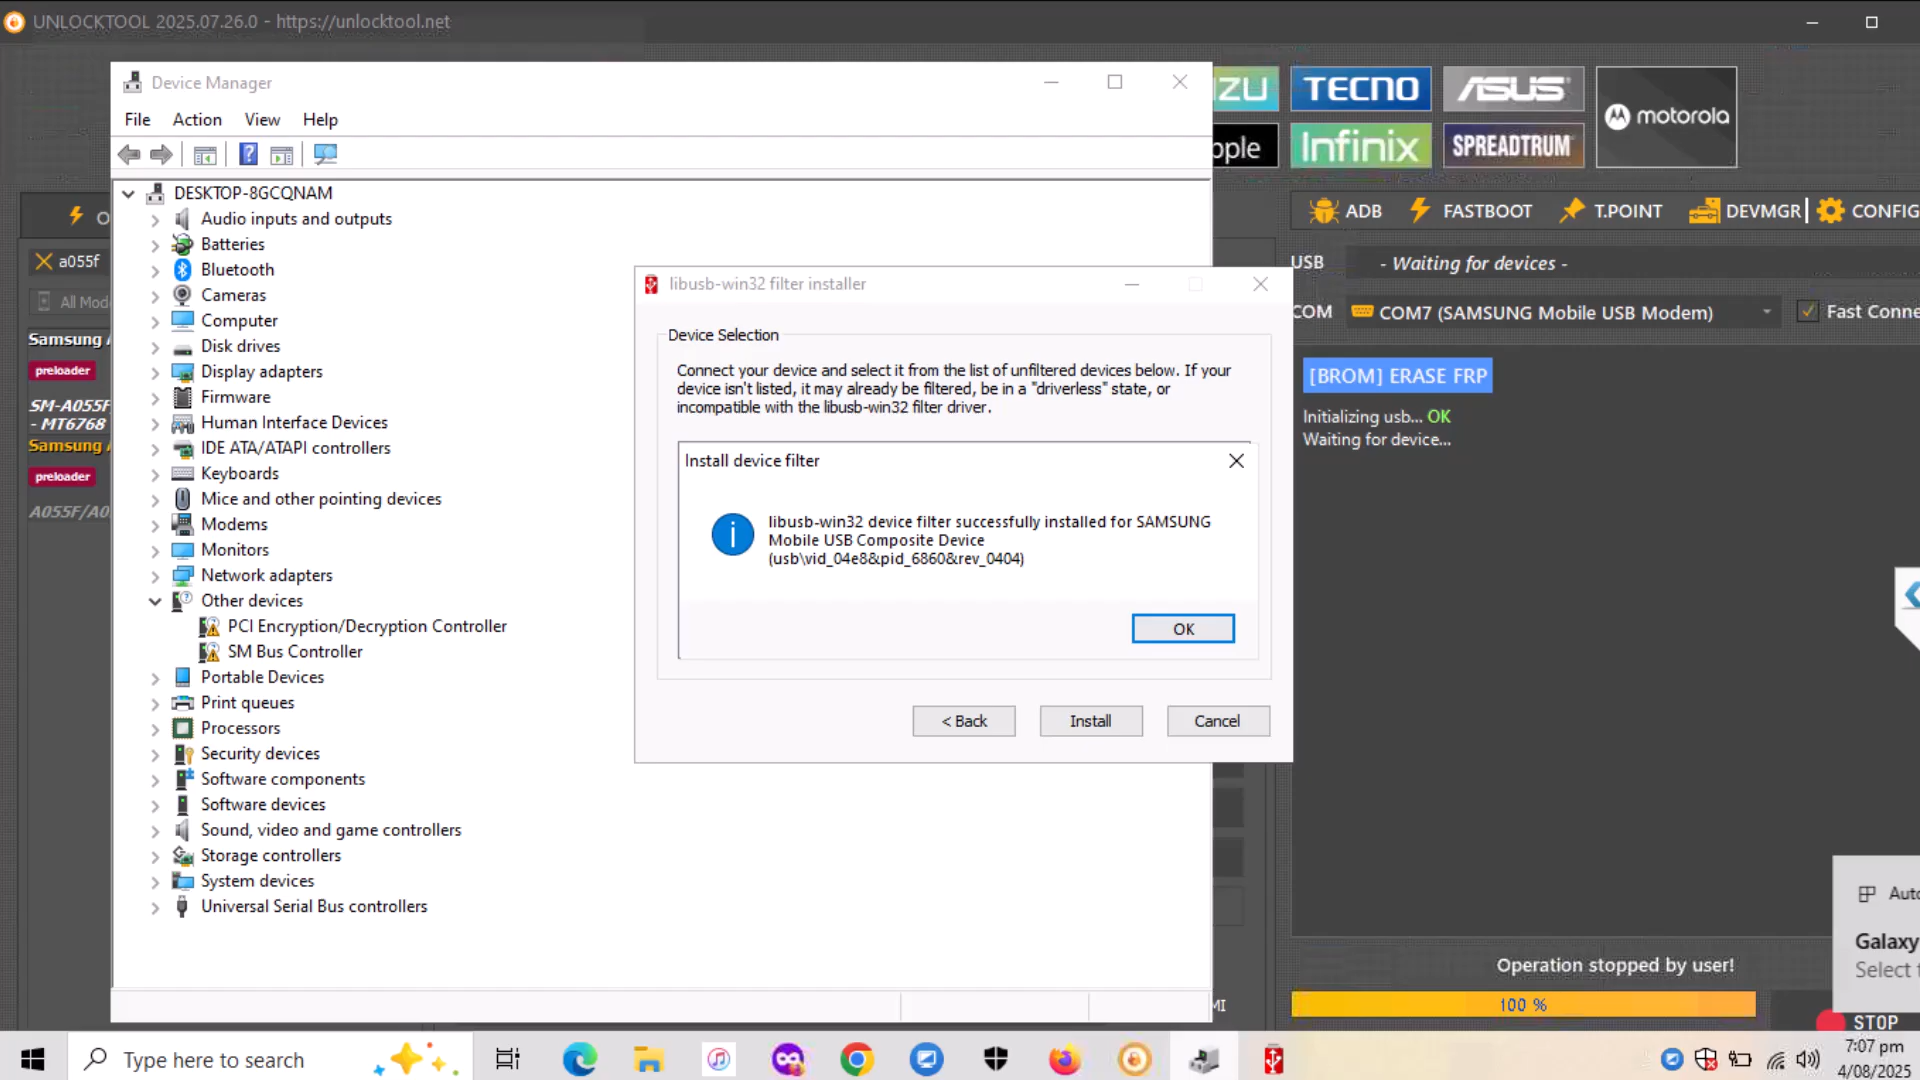 UNLOCKTOOL 2025.07.26.0 - https://unlocktool.net
Device Manager
File Action View Help
DESKTOP-8GCQNAM
Audio inputs and outputs
Batteries
Bluetooth
Cameras
Computer
Disk drives
Display adapters
Firmware
Human Interface Devices
IDE ATA/ATAPI controllers
Keyboards
Mice and other pointing devices
Modems
Monitors
Network adapters
Other devices
PCI Encryption/Decryption Controller
SM Bus Controller
Portable Devices
Print queues
Processors
Security devices
Software components
Software devices
Sound, video and game controllers
Storage controllers
System devices
Universal Serial Bus controllers
a055f
All Mod
Samsung
preloader
SM-A055F
- MT6768
Samsung
preloader
A055F/A0
libusb-win32 filter installer
Device Selection
Connect your device and select it from the list of unfiltered devices below. If your
device isn't listed, it may already be filtered, be in a "driverless" state, or
incompatible with the libusb-win32 filter driver.
Install device filter
libusb-win32 device filter successfully installed for SAMSUNG
Mobile USB Composite Device
(usb\vid_04e8&pid_6860&rev_0404)
OK
< Back Install Cancel
ZU TECNO ASUS motorola
pple Infinix SPREADTRUM
ADB FASTBOOT T.POINT DEVMGR CONFIG
USB - Waiting for devices -
COM COM7 (SAMSUNG Mobile USB Modem) Fast Conne
[BROM] ERASE FRP
Initializing usb... OK
Waiting for device...
Operation stopped by user!
MI 100 %
STOP
Auto
Galaxy
Select
Type here to search
7:07 pm
4/08/2025